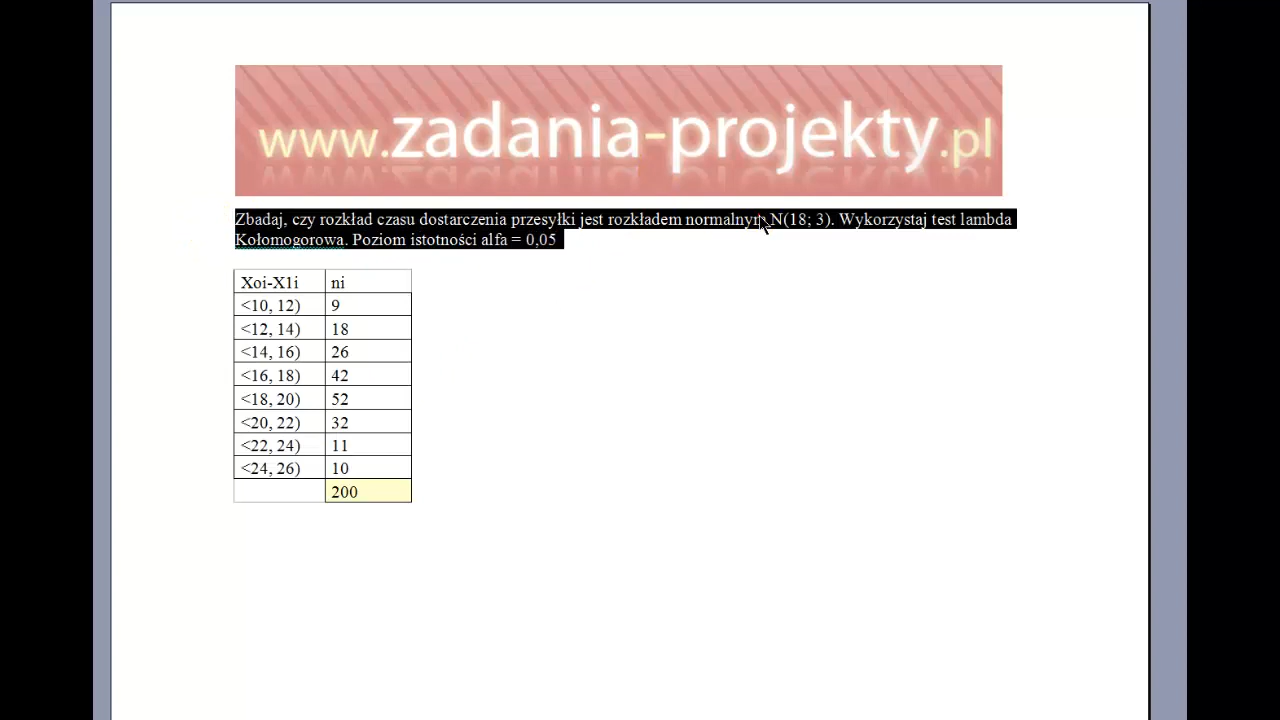 www.zadania-projekty.pl
Zbadaj, czy rozkład czasu dostarczenia przesyłki jest rozkładem normalnym N(18; 3). Wykorzystaj test lambda
Kołomogorowa. Poziom istotności alfa = 0,05
Xoi-X1i ni
<10, 12) 9
<12, 14) 18
<14, 16) 26
<16, 18) 42
<18, 20) 52
<20, 22) 32
<22, 24) 11
<24, 26) 10
200